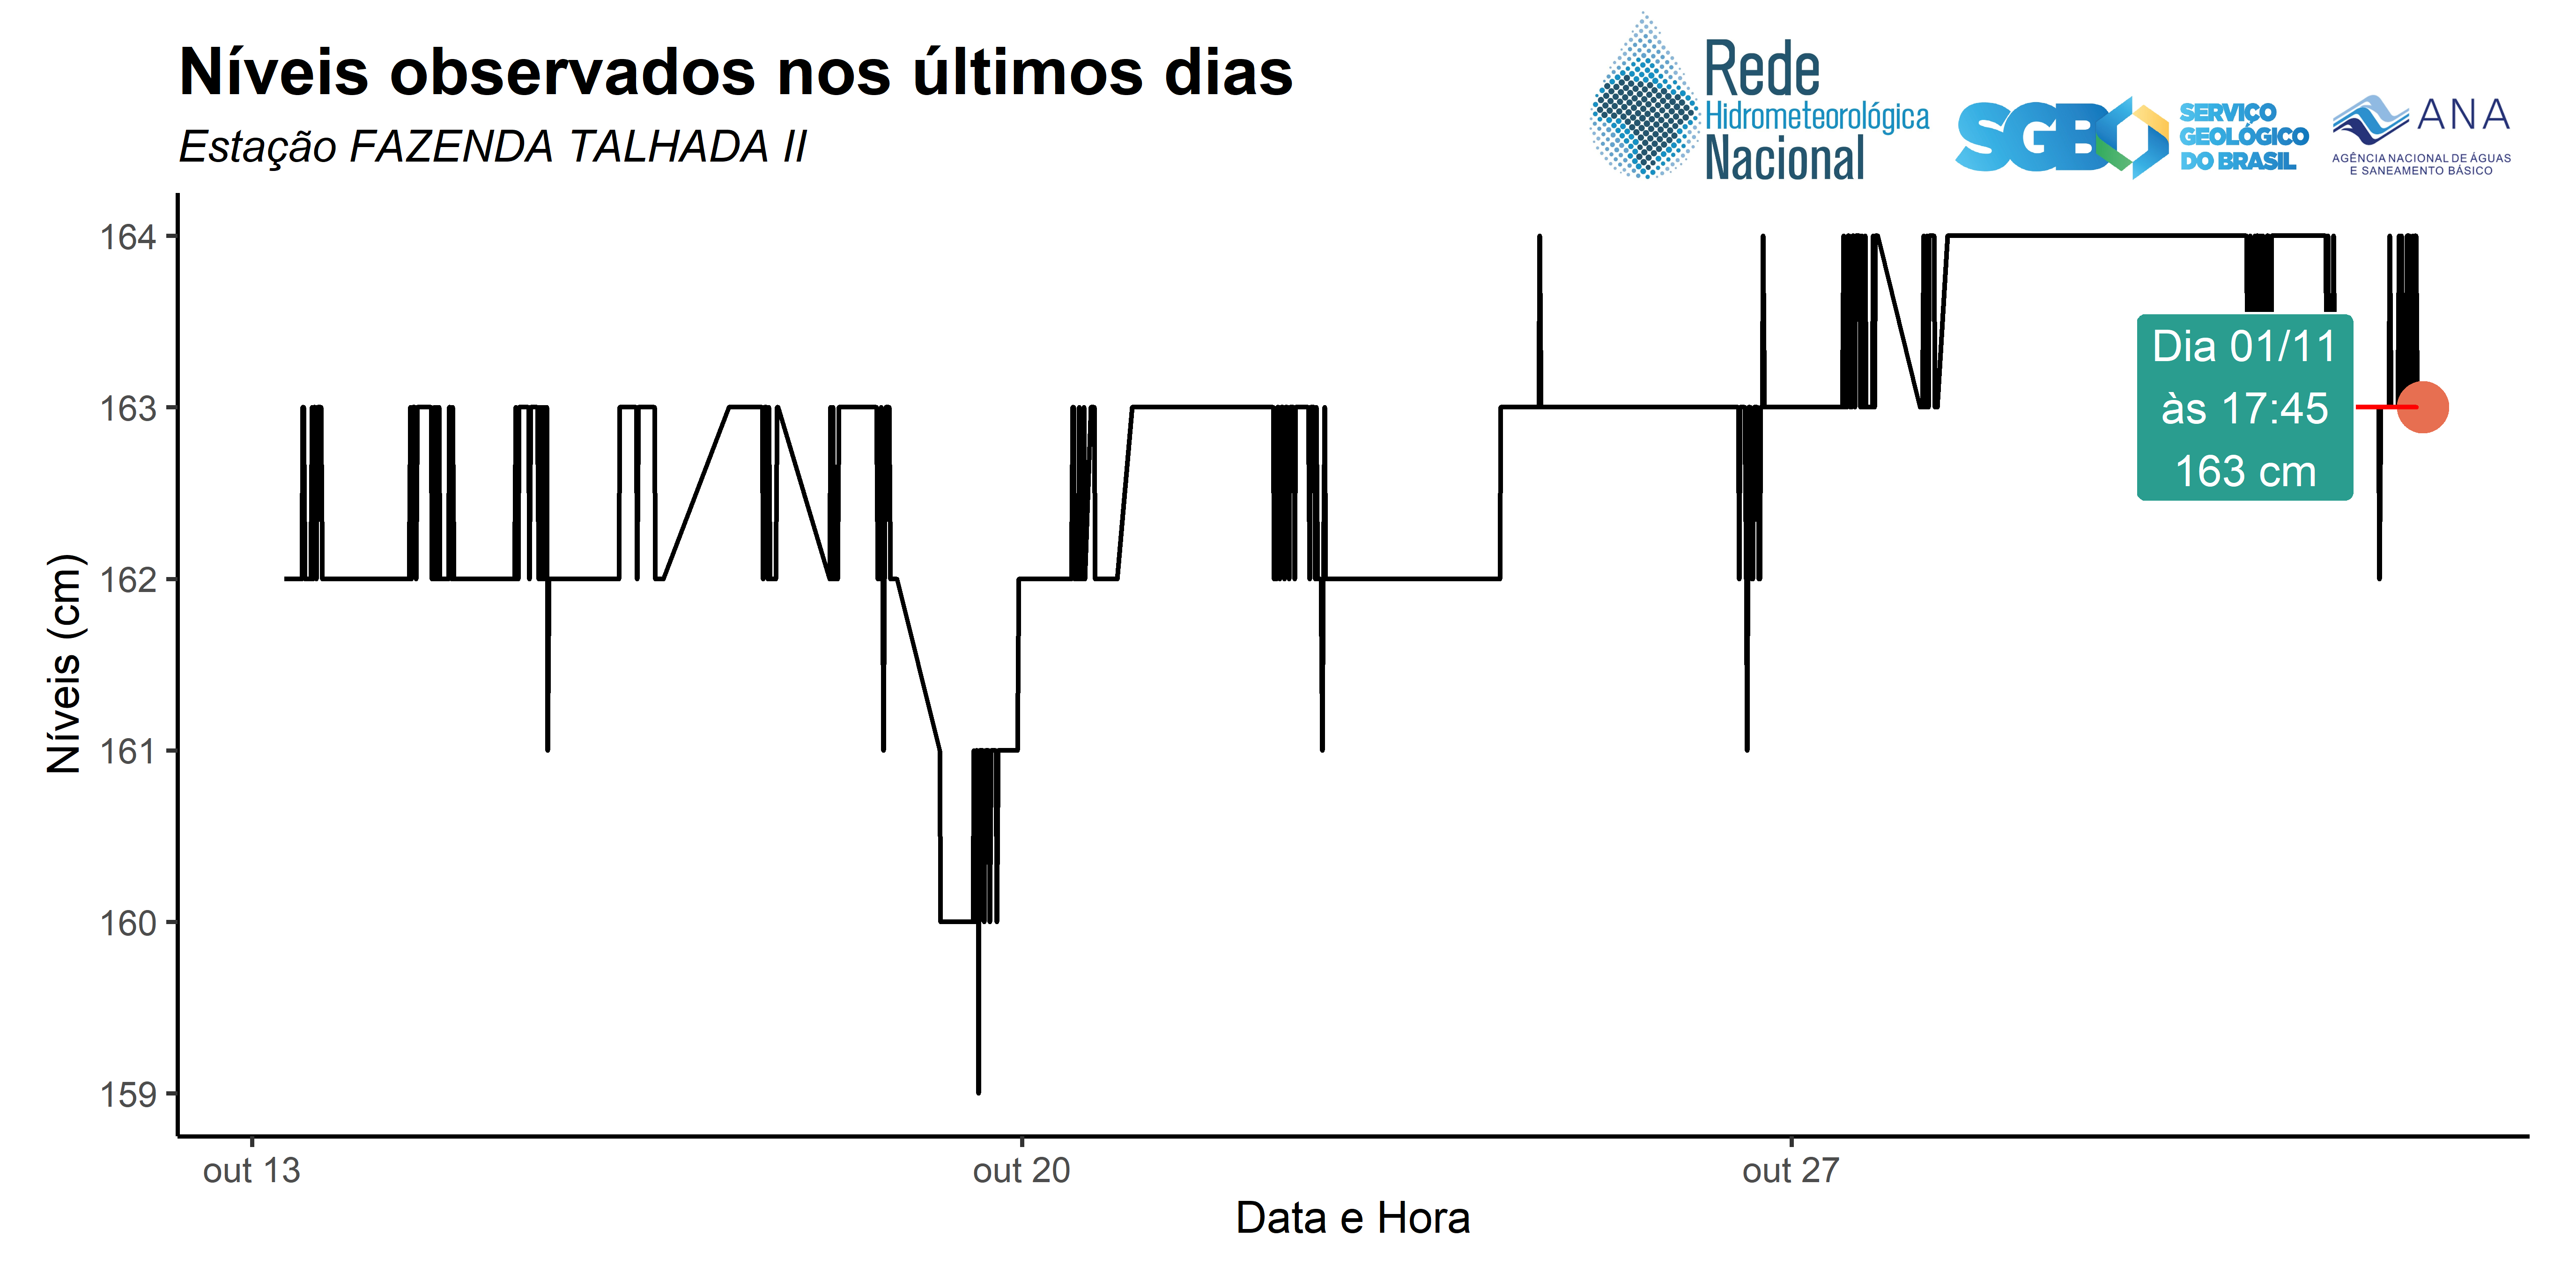 Níveis observados nos últimos dias
Estação FAZENDA TALHADA II
Rede
Hidrometeorológica
Nacional
SGB
SERVIÇO
GEOLÓGICO
DO BRASIL
ANA
AGÊNCIA NACIONAL DE ÁGUAS
E SANEAMENTO BÁSICO
Níveis (cm)
164
163
162
161
160
159
Dia 01/11
às 17:45
163 cm
out 13
out 20
out 27
Data e Hora